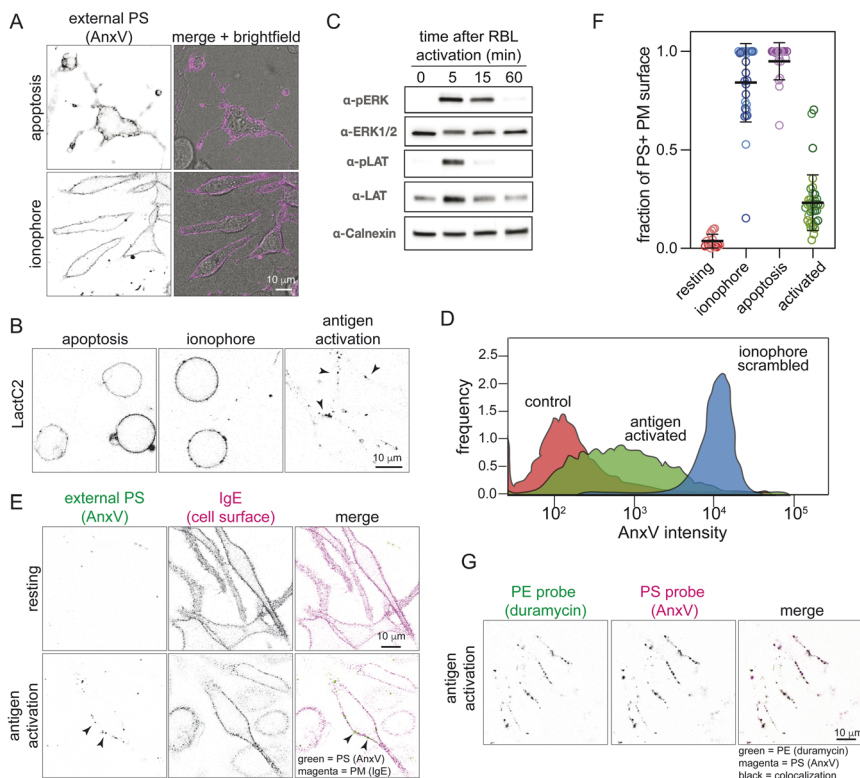 A
external PS
(AnxV)
merge + brightfield
apoptosis
ionophore
10 μm
B
apoptosis
ionophore
antigen
activation
LactC2
10 μm
C
time after RBL
activation (min)
0 5 15 60
α-pERK
α-ERK1/2
α-pLAT
α-LAT
α-Calnexin
F
fraction of PS+ PM surface
1.0
0.5
0.0
resting
ionophore
apoptosis
activated
D
frequency
2.5
2.0
1.5
1.0
0.5
0.0
control
antigen
activated
ionophore
scrambled
10² 10³ 10⁴ 10⁵
AnxV intensity
E
external PS
(AnxV)
IgE
(cell surface)
merge
resting
10 μm
antigen
activation
green = PS (AnxV)
magenta = PM (IgE)
G
PE probe
(duramycin)
PS probe
(AnxV)
merge
antigen
activation
10 μm
green = PE (duramycin)
magenta = PS (AnxV)
black = colocalization